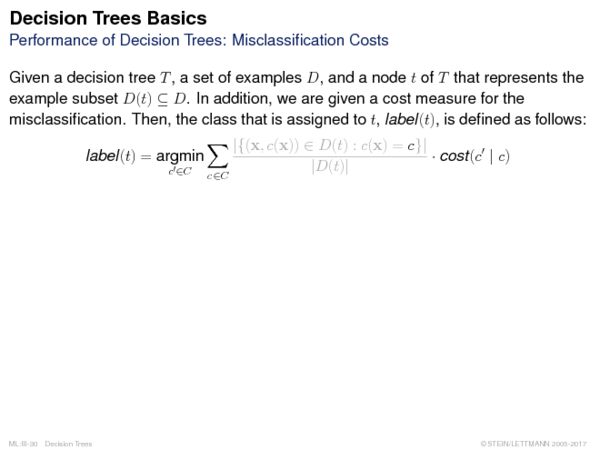 Decision Trees Basics
Performance of Decision Trees: Misclassification Costs
Given a decision tree T, a set of examples D, and a node t of T that represents the
example subset D(t) ⊆ D. In addition, we are given a cost measure for the
misclassification. Then, the class that is assigned to t, label(t), is defined as follows:
label(t) = argmin_{c′∈C} ∑_{c∈C} |{(x, c(x)) ∈ D(t) : c(x) = c}| / |D(t)| · cost(c′ | c)
ML:III-30 Decision Trees © STEIN/LETTMANN 2005-2017